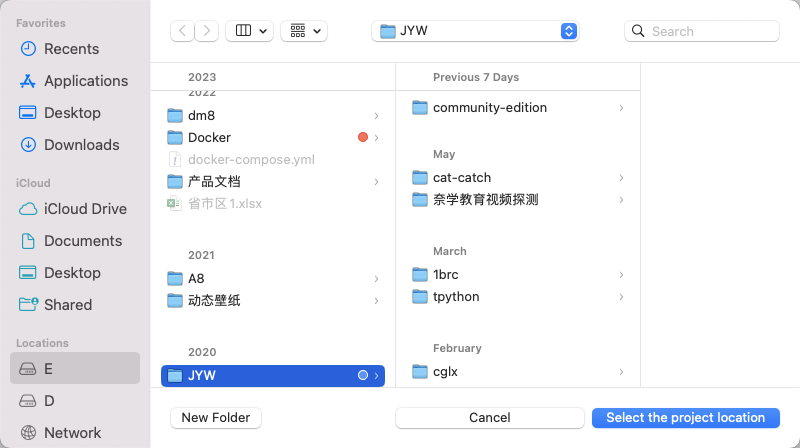 Favorites
Recents
Applications
Desktop
Downloads
iCloud
iCloud Drive
Documents
Desktop
Shared
Locations
E
D
Network
JYW
Search
2023
2022
dm8
Docker
docker-compose.yml
产品文档
省市区1.xlsx
2021
A8
动态壁纸
2020
JYW
Previous 7 Days
community-edition
May
cat-catch
奈学教育视频探测
March
1brc
tpython
February
cglx
New Folder
Cancel
Select the project location